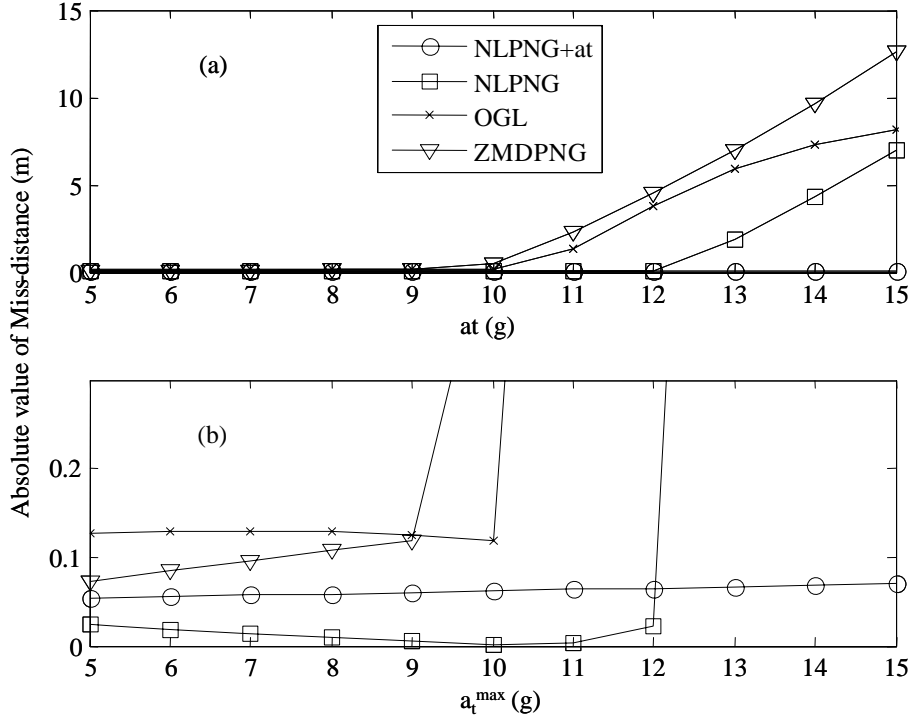 15
10
5
0
(a)
NLPNG+at
NLPNG
OGL
ZMDPNG
5 6 7 8 9 10 11 12 13 14 15
at (g)
Absolute value of Miss-distance (m)
(b)
0.2
0.1
0
5 6 7 8 9 10 11 12 13 14 15
a_t^max (g)